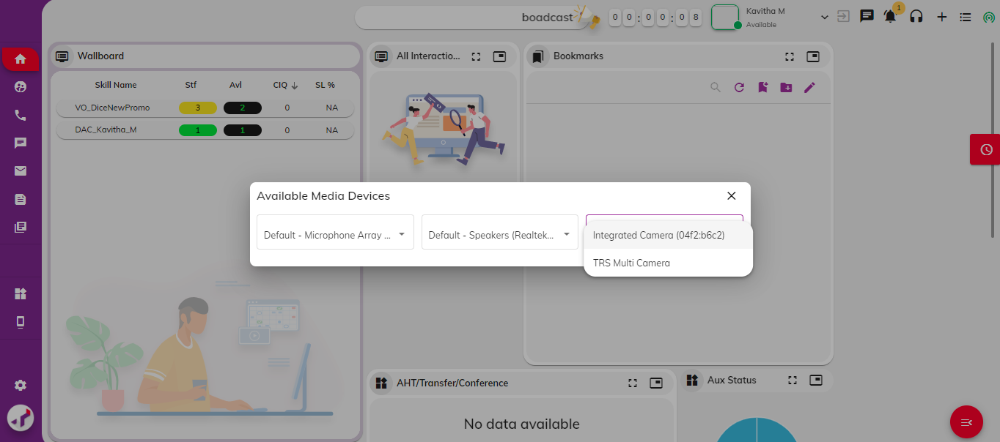 boadcast
0 0 : 0 0 : 0 8
Kavitha M
Available
1
Wallboard
All Interactio...
Bookmarks
Skill Name Stf Avl CIQ SL %
VO_DiceNewPromo 3 2 0 NA
DAC_Kavitha_M 1 1 0 NA
Available Media Devices
Default - Microphone Array ...
Default - Speakers (Realtek...
Integrated Camera (04f2:b6c2)
TRS Multi Camera
AHT/Transfer/Conference
Aux Status
No data available